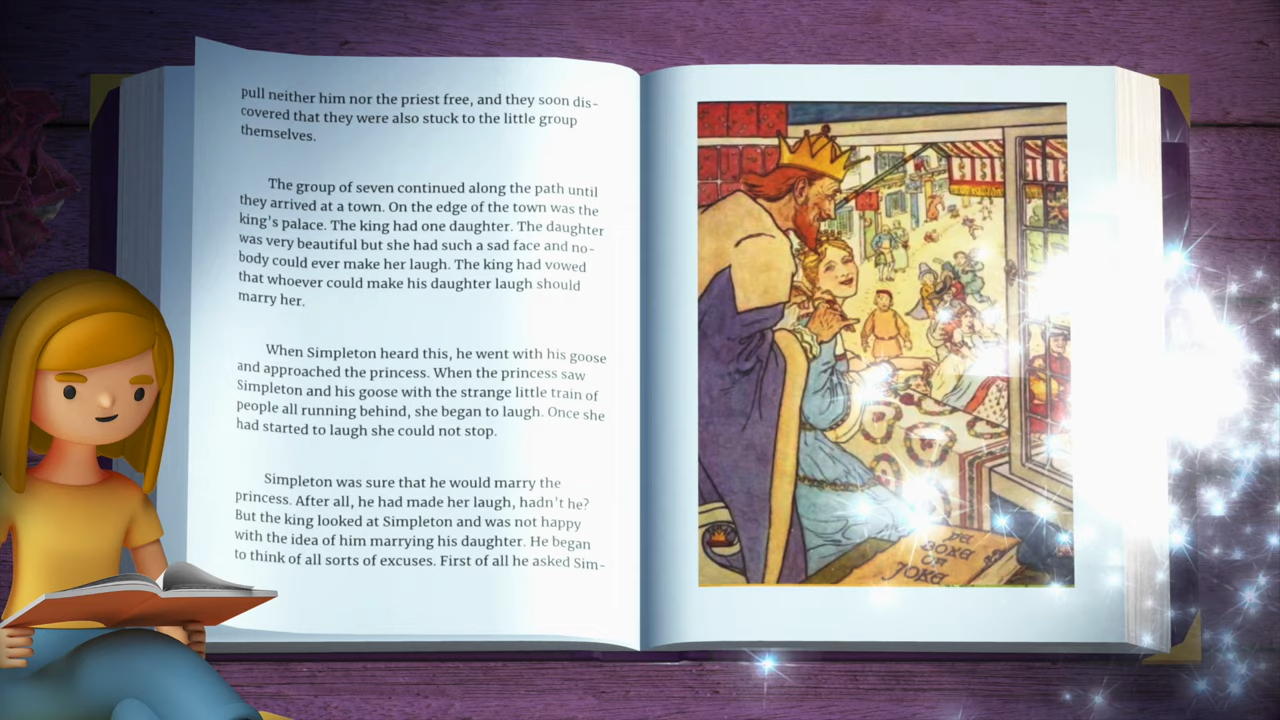 pull neither him nor the priest free, and they soon dis-
covered that they were also stuck to the little group
themselves.
The group of seven continued along the path until
they arrived at a town. On the edge of the town was the
king's palace. The king had one daughter. The daughter
was very beautiful but she had such a sad face and no-
body could ever make her laugh. The king had vowed
that whoever could make his daughter laugh should
marry her.
When Simpleton heard this, he went with his goose
and approached the princess. When the princess saw
Simpleton and his goose with the strange little train of
people all running behind, she began to laugh. Once she
had started to laugh she could not stop.
Simpleton was sure that he would marry the
princess. After all, he had made her laugh, hadn't he?
But the king looked at Simpleton and was not happy
with the idea of him marrying his daughter. He began
to think of all sorts of excuses. First of all he asked Sim-
YE
BOKE
OF
JOKE